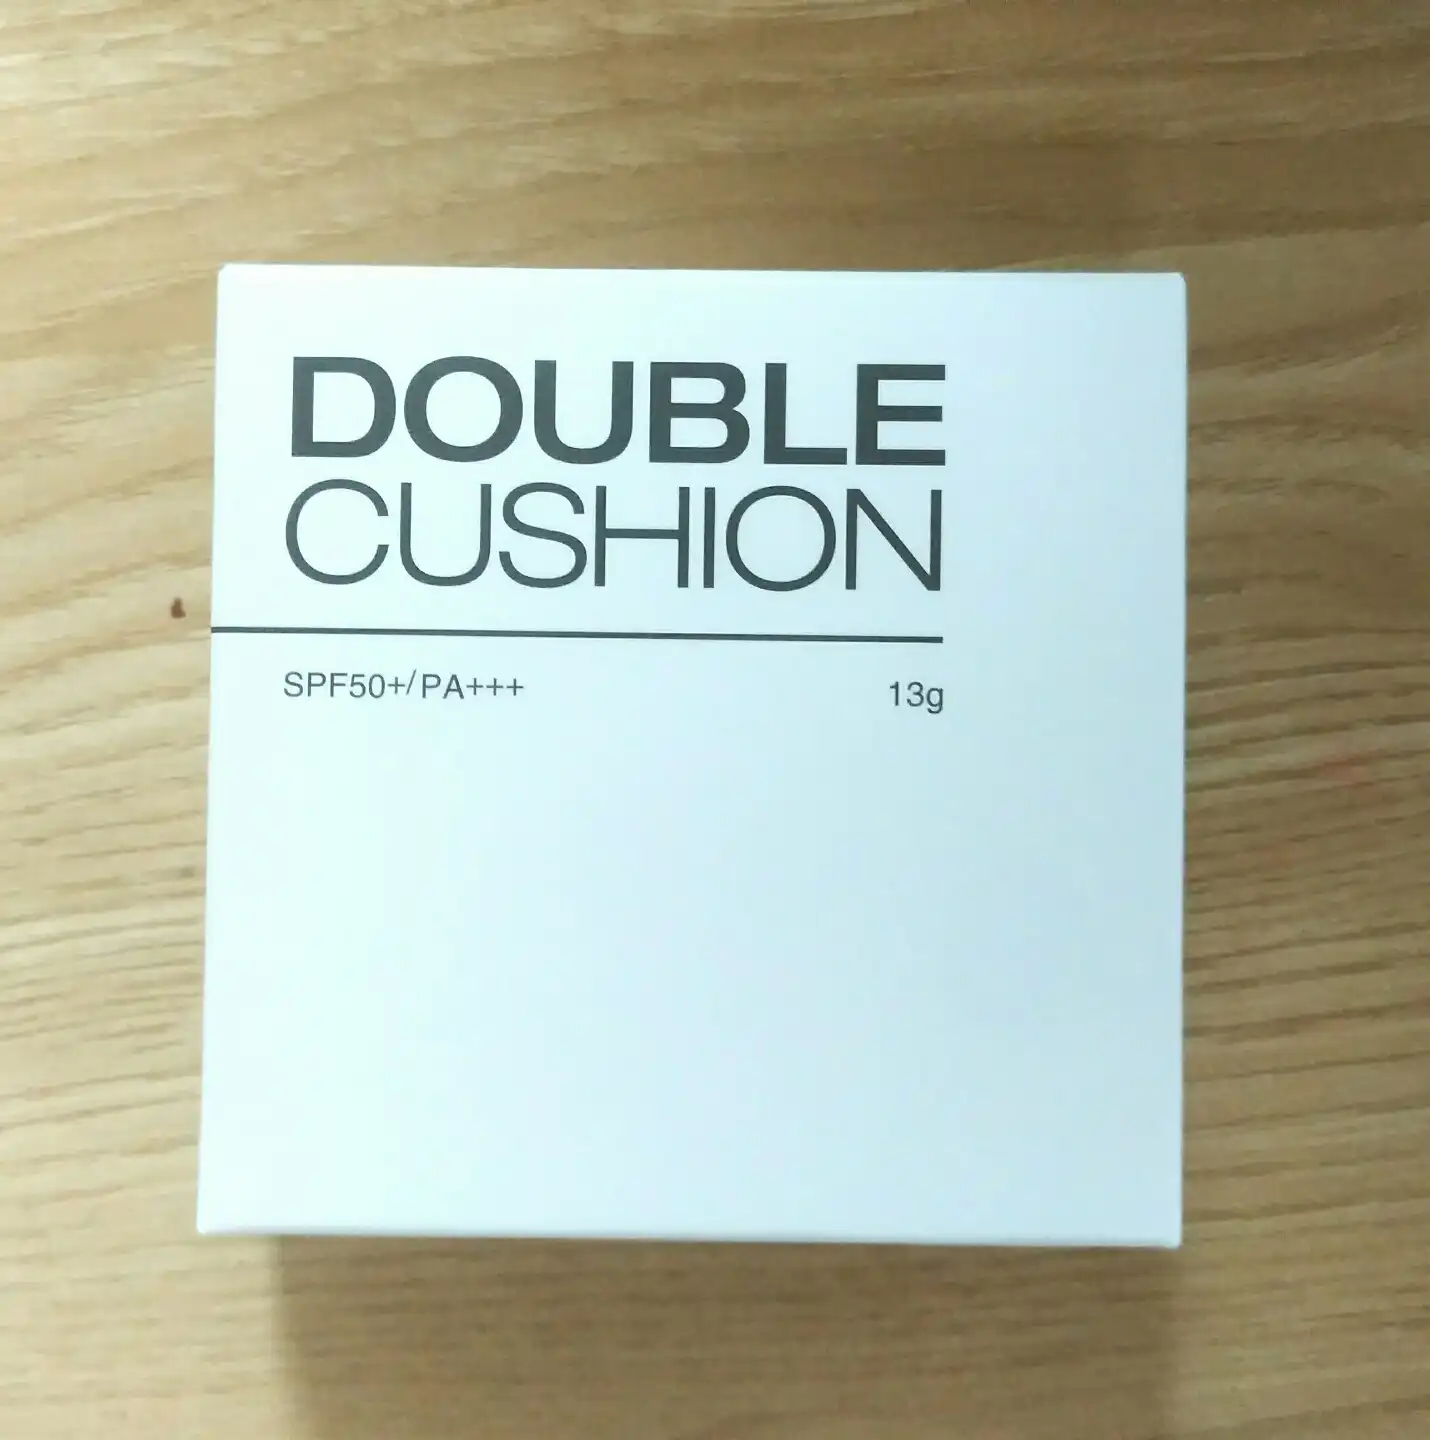 DOUBLE
CUSHION
SPF50+/PA+++ 13g